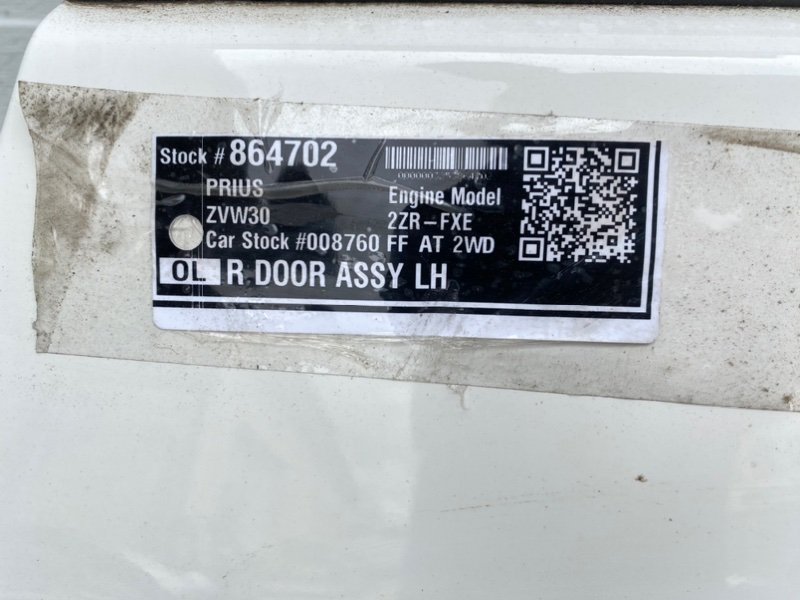 Stock # 864702
PRIUS
Engine Model
ZVW30
2ZR-FXE
Car Stock #008760 FF AT 2WD
OL R DOOR ASSY LH